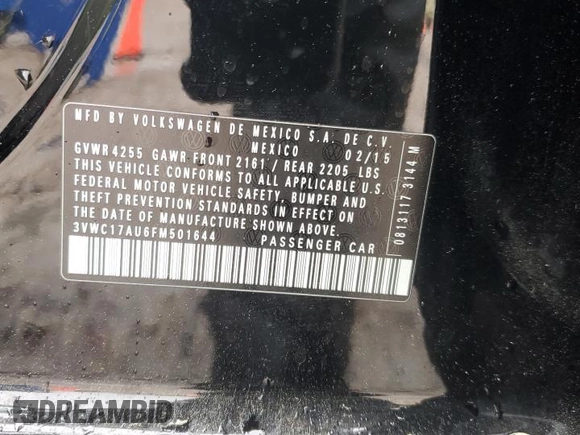 MFD BY VOLKSWAGEN DE MEXICO S.A. DE C.V.
MEXICO 02/15
GVWR 4255 GAWR FRONT 2161 / REAR 2205 LBS
THIS VEHICLE CONFORMS TO ALL APPLICABLE U.S.
FEDERAL MOTOR VEHICLE SAFETY, BUMPER AND
THEFT PREVENTION STANDARDS IN EFFECT ON
THE DATE OF MANUFACTURE SHOWN ABOVE.
3VWC17AU6FM501644 PASSENGER CAR
0813117 3144 M
DREAMBID